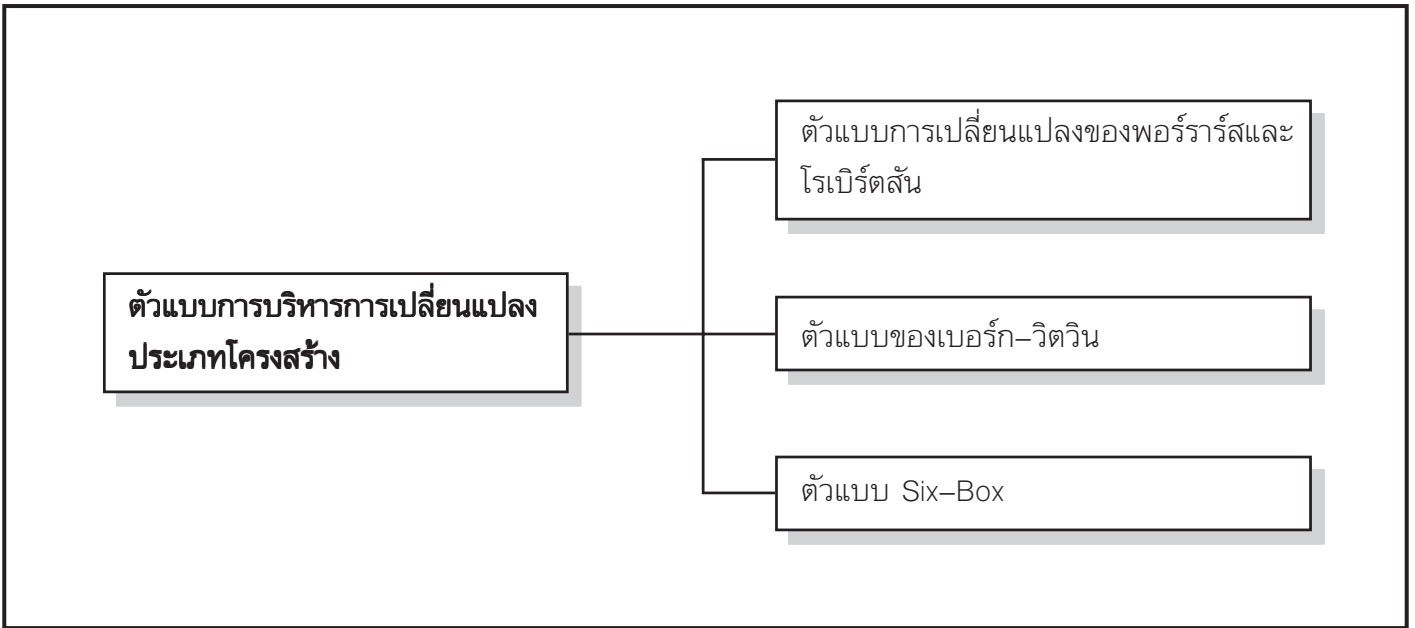 ตัวแบบการเปลี่ยนแปลงของพอร์ราร์สและ
โรเบิร์ตสัน
ตัวแบบการบริหารการเปลี่ยนแปลง
ประเภทโครงสร้าง
ตัวแบบของเบอร์ก–วิตวิน
ตัวแบบ Six–Box